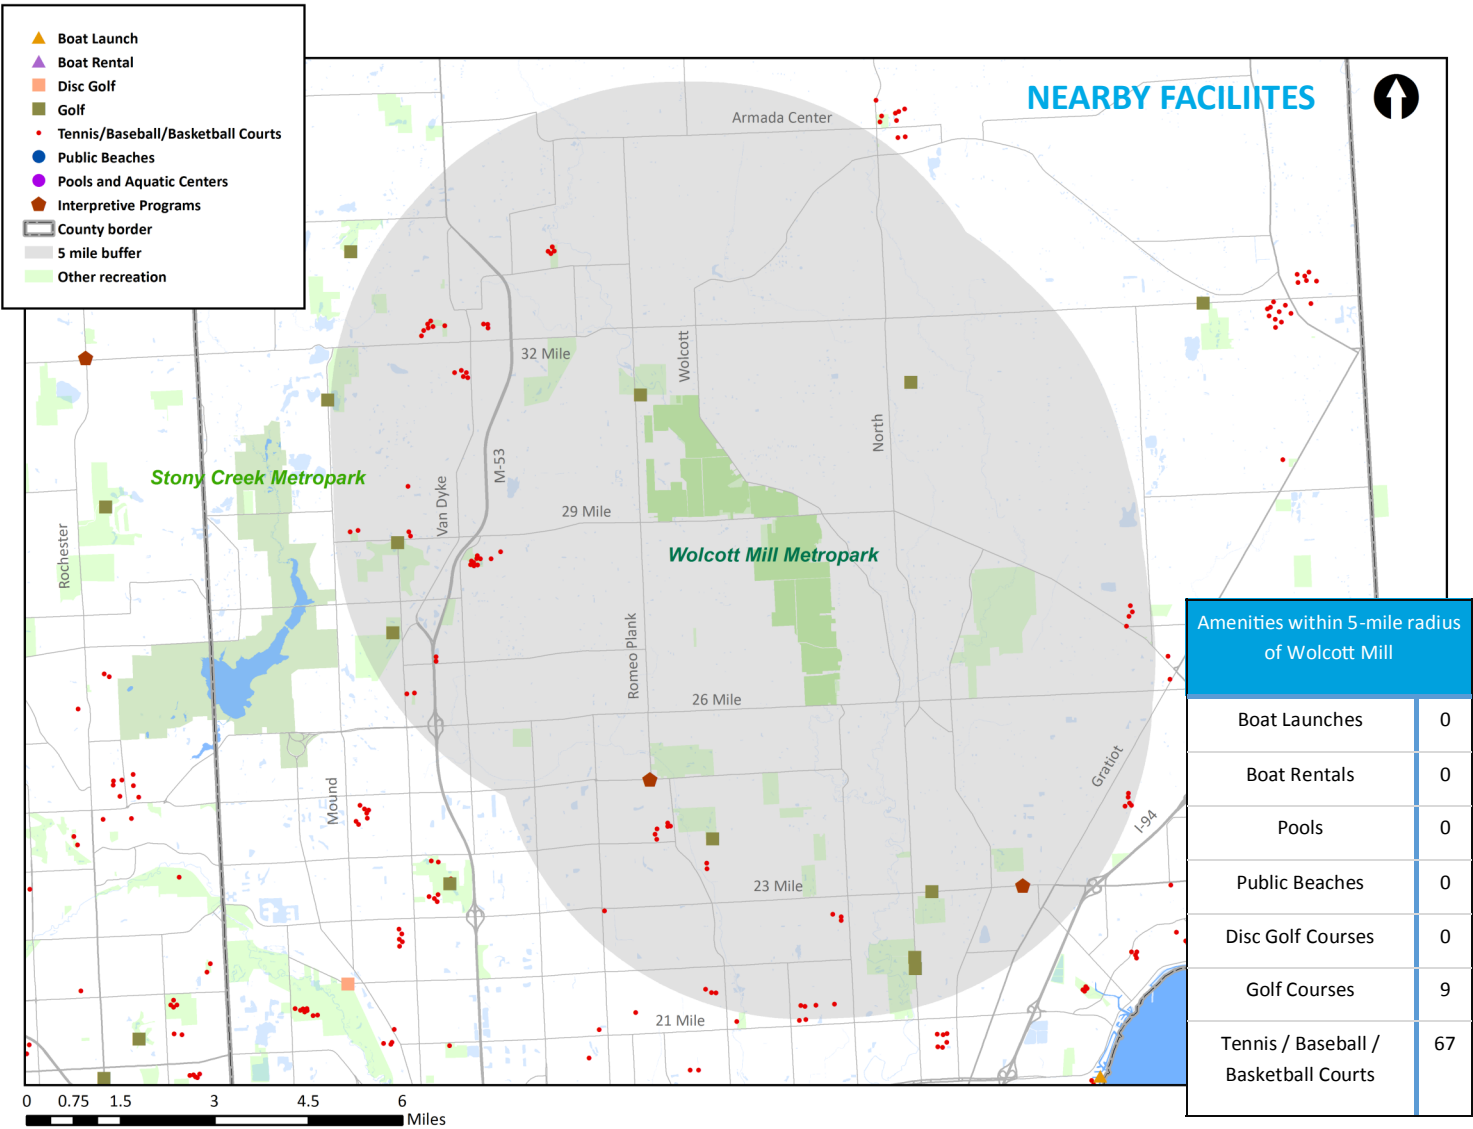 Boat Launch
Boat Rental
Disc Golf
Golf
Tennis/Baseball/Basketball Courts
Public Beaches
Pools and Aquatic Centers
Interpretive Programs
County border
5 mile buffer
Other recreation
NEARBY FACILIITES
Armada Center
Wolcott
32 Mile
North
M-53
Stony Creek Metropark
Van Dyke
29 Mile
Rochester
Wolcott Mill Metropark
Romeo Plank
26 Mile
Gratiot
Mound
I-94
23 Mile
21 Mile
Amenities within 5-mile radius
of Wolcott Mill
Boat Launches 0
Boat Rentals 0
Pools 0
Public Beaches 0
Disc Golf Courses 0
Golf Courses 9
Tennis / Baseball / 67
Basketball Courts
0 0.75 1.5 3 4.5 6
Miles